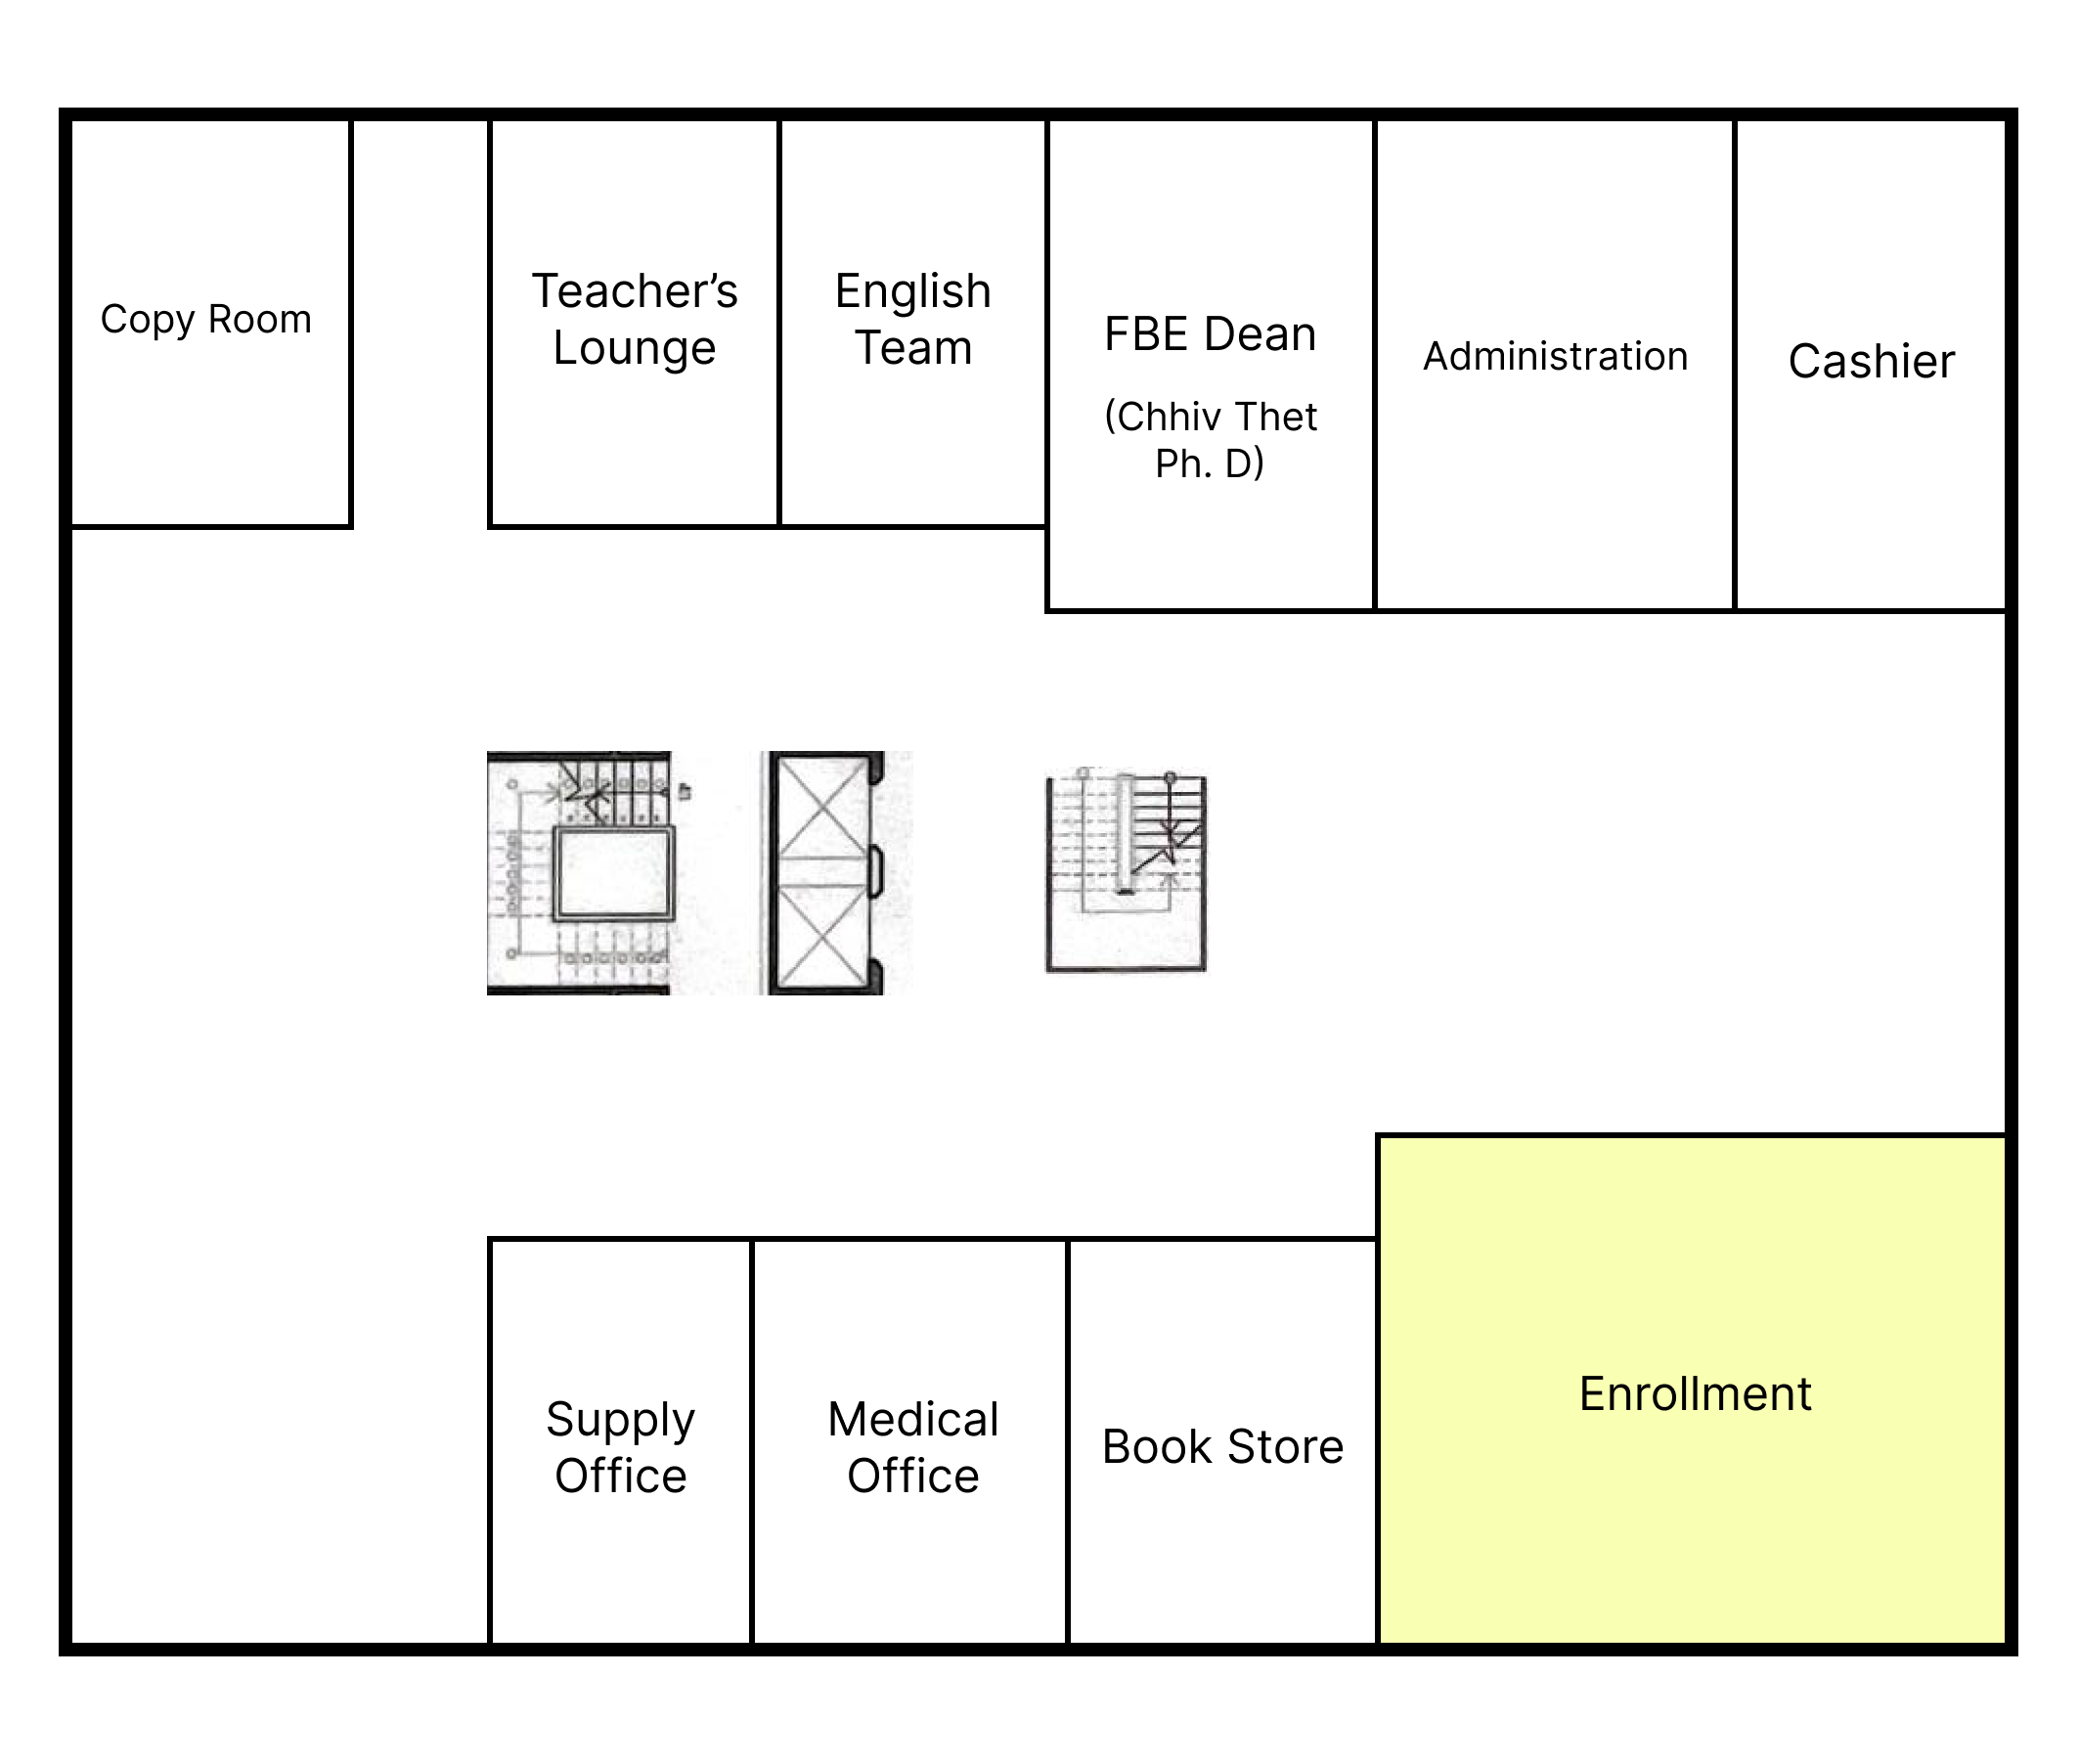 Copy Room
Teacher’s
Lounge
English
Team
FBE Dean
(Chhiv Thet
Ph. D)
Administration
Cashier
Supply
Office
Medical
Office
Book Store
Enrollment